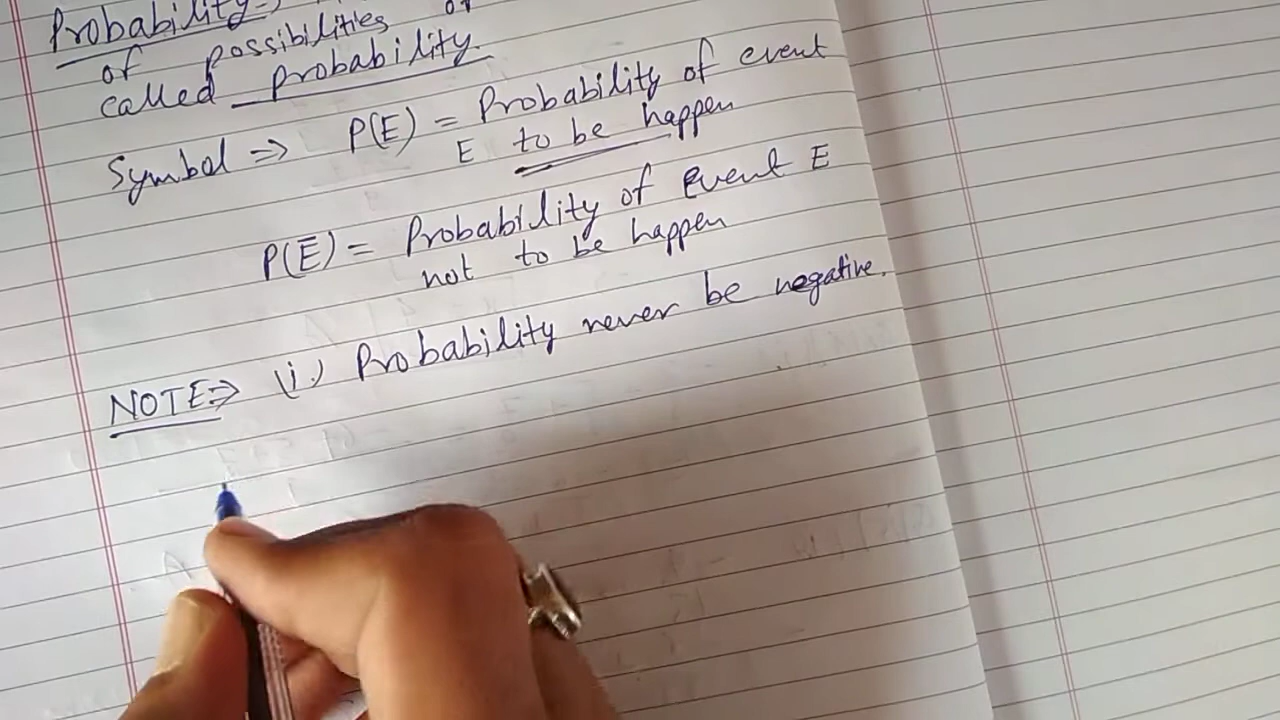 Probability⇒
of possibilities of
called probability
Symbol ⇒ P(E) = Probability of event
E to be happen
P(E̅) = Probability of Event E
not to be happen
NOTE⇒ (i.) Probability never be negative.